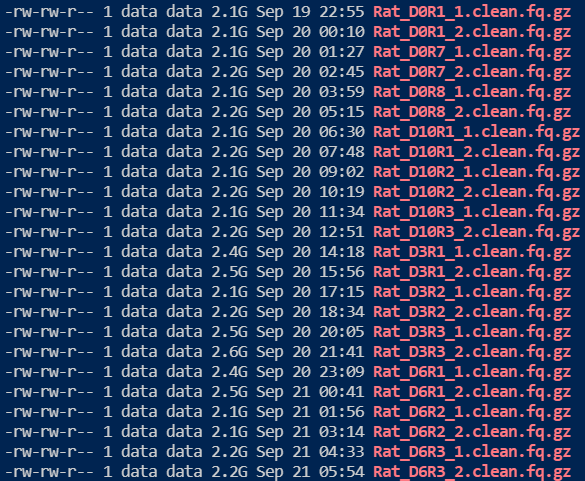 -rw-rw-r-- 1 data data 2.1G Sep 19 22:55 Rat_D0R1_1.clean.fq.gz
-rw-rw-r-- 1 data data 2.1G Sep 20 00:10 Rat_D0R1_2.clean.fq.gz
-rw-rw-r-- 1 data data 2.1G Sep 20 01:27 Rat_D0R7_1.clean.fq.gz
-rw-rw-r-- 1 data data 2.2G Sep 20 02:45 Rat_D0R7_2.clean.fq.gz
-rw-rw-r-- 1 data data 2.1G Sep 20 03:59 Rat_D0R8_1.clean.fq.gz
-rw-rw-r-- 1 data data 2.2G Sep 20 05:15 Rat_D0R8_2.clean.fq.gz
-rw-rw-r-- 1 data data 2.1G Sep 20 06:30 Rat_D10R1_1.clean.fq.gz
-rw-rw-r-- 1 data data 2.2G Sep 20 07:48 Rat_D10R1_2.clean.fq.gz
-rw-rw-r-- 1 data data 2.1G Sep 20 09:02 Rat_D10R2_1.clean.fq.gz
-rw-rw-r-- 1 data data 2.2G Sep 20 10:19 Rat_D10R2_2.clean.fq.gz
-rw-rw-r-- 1 data data 2.1G Sep 20 11:34 Rat_D10R3_1.clean.fq.gz
-rw-rw-r-- 1 data data 2.2G Sep 20 12:51 Rat_D10R3_2.clean.fq.gz
-rw-rw-r-- 1 data data 2.4G Sep 20 14:18 Rat_D3R1_1.clean.fq.gz
-rw-rw-r-- 1 data data 2.5G Sep 20 15:56 Rat_D3R1_2.clean.fq.gz
-rw-rw-r-- 1 data data 2.1G Sep 20 17:15 Rat_D3R2_1.clean.fq.gz
-rw-rw-r-- 1 data data 2.2G Sep 20 18:34 Rat_D3R2_2.clean.fq.gz
-rw-rw-r-- 1 data data 2.5G Sep 20 20:05 Rat_D3R3_1.clean.fq.gz
-rw-rw-r-- 1 data data 2.6G Sep 20 21:41 Rat_D3R3_2.clean.fq.gz
-rw-rw-r-- 1 data data 2.4G Sep 20 23:09 Rat_D6R1_1.clean.fq.gz
-rw-rw-r-- 1 data data 2.5G Sep 21 00:41 Rat_D6R1_2.clean.fq.gz
-rw-rw-r-- 1 data data 2.1G Sep 21 01:56 Rat_D6R2_1.clean.fq.gz
-rw-rw-r-- 1 data data 2.1G Sep 21 03:14 Rat_D6R2_2.clean.fq.gz
-rw-rw-r-- 1 data data 2.2G Sep 21 04:33 Rat_D6R3_1.clean.fq.gz
-rw-rw-r-- 1 data data 2.2G Sep 21 05:54 Rat_D6R3_2.clean.fq.gz